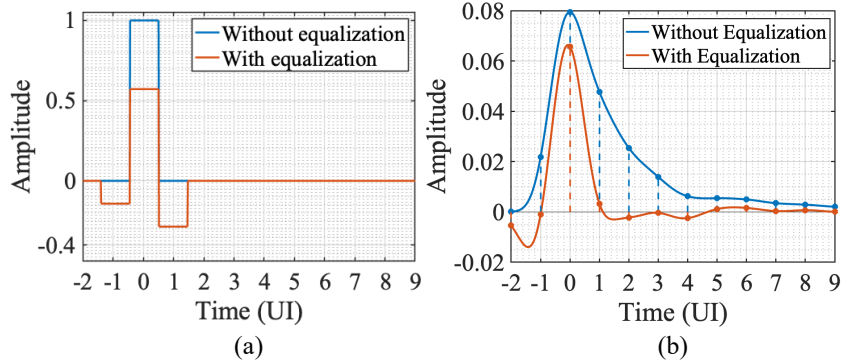 1
0.5
0
-0.4
Amplitude
Without equalization
With equalization
-2 -1 0 1 2 3 4 5 6 7 8 9
Time (UI)
(a)
0.08
0.06
0.04
0.02
0
-0.02
Amplitude
Without Equalization
With Equalization
-2 -1 0 1 2 3 4 5 6 7 8 9
Time (UI)
(b)